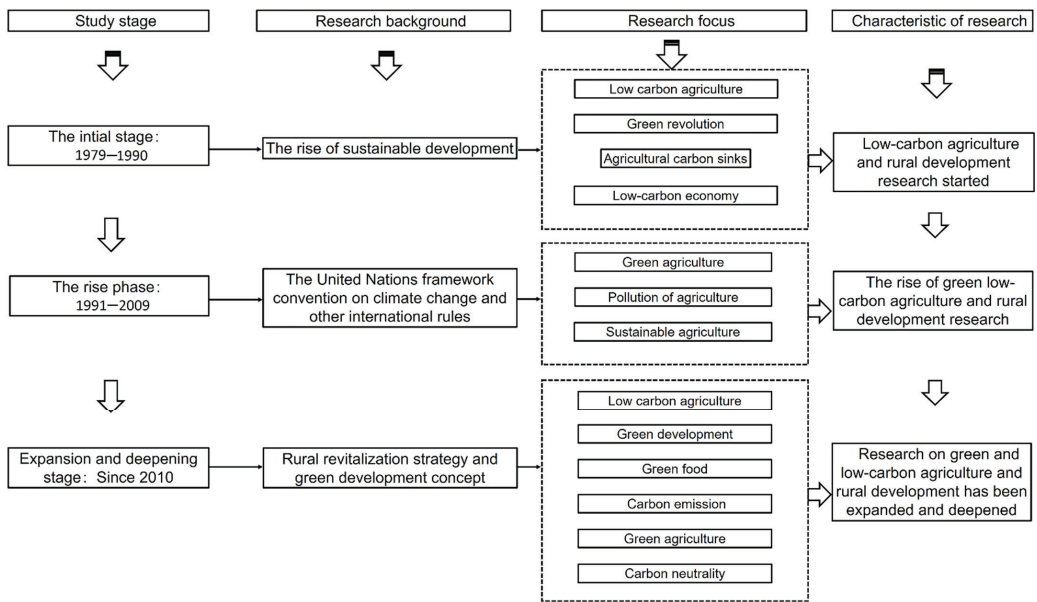 Study stage
Research background
Research focus
Characteristic of research
The intial stage:
1979—1990
The rise of sustainable development
Low carbon agriculture
Green revolution
Agricultural carbon sinks
Low-carbon economy
Low-carbon agriculture
and rural development
research started
The rise phase:
1991—2009
The United Nations framework
convention on climate change and
other international rules
Green agriculture
Pollution of agriculture
Sustainable agriculture
The rise of green low-
carbon agriculture and rural
development research
Expansion and deepening
stage: Since 2010
Rural revitalization strategy and
green development concept
Low carbon agriculture
Green development
Green food
Carbon emission
Green agriculture
Carbon neutrality
Research on green and
low-carbon agriculture and
rural development has been
expanded and deepened